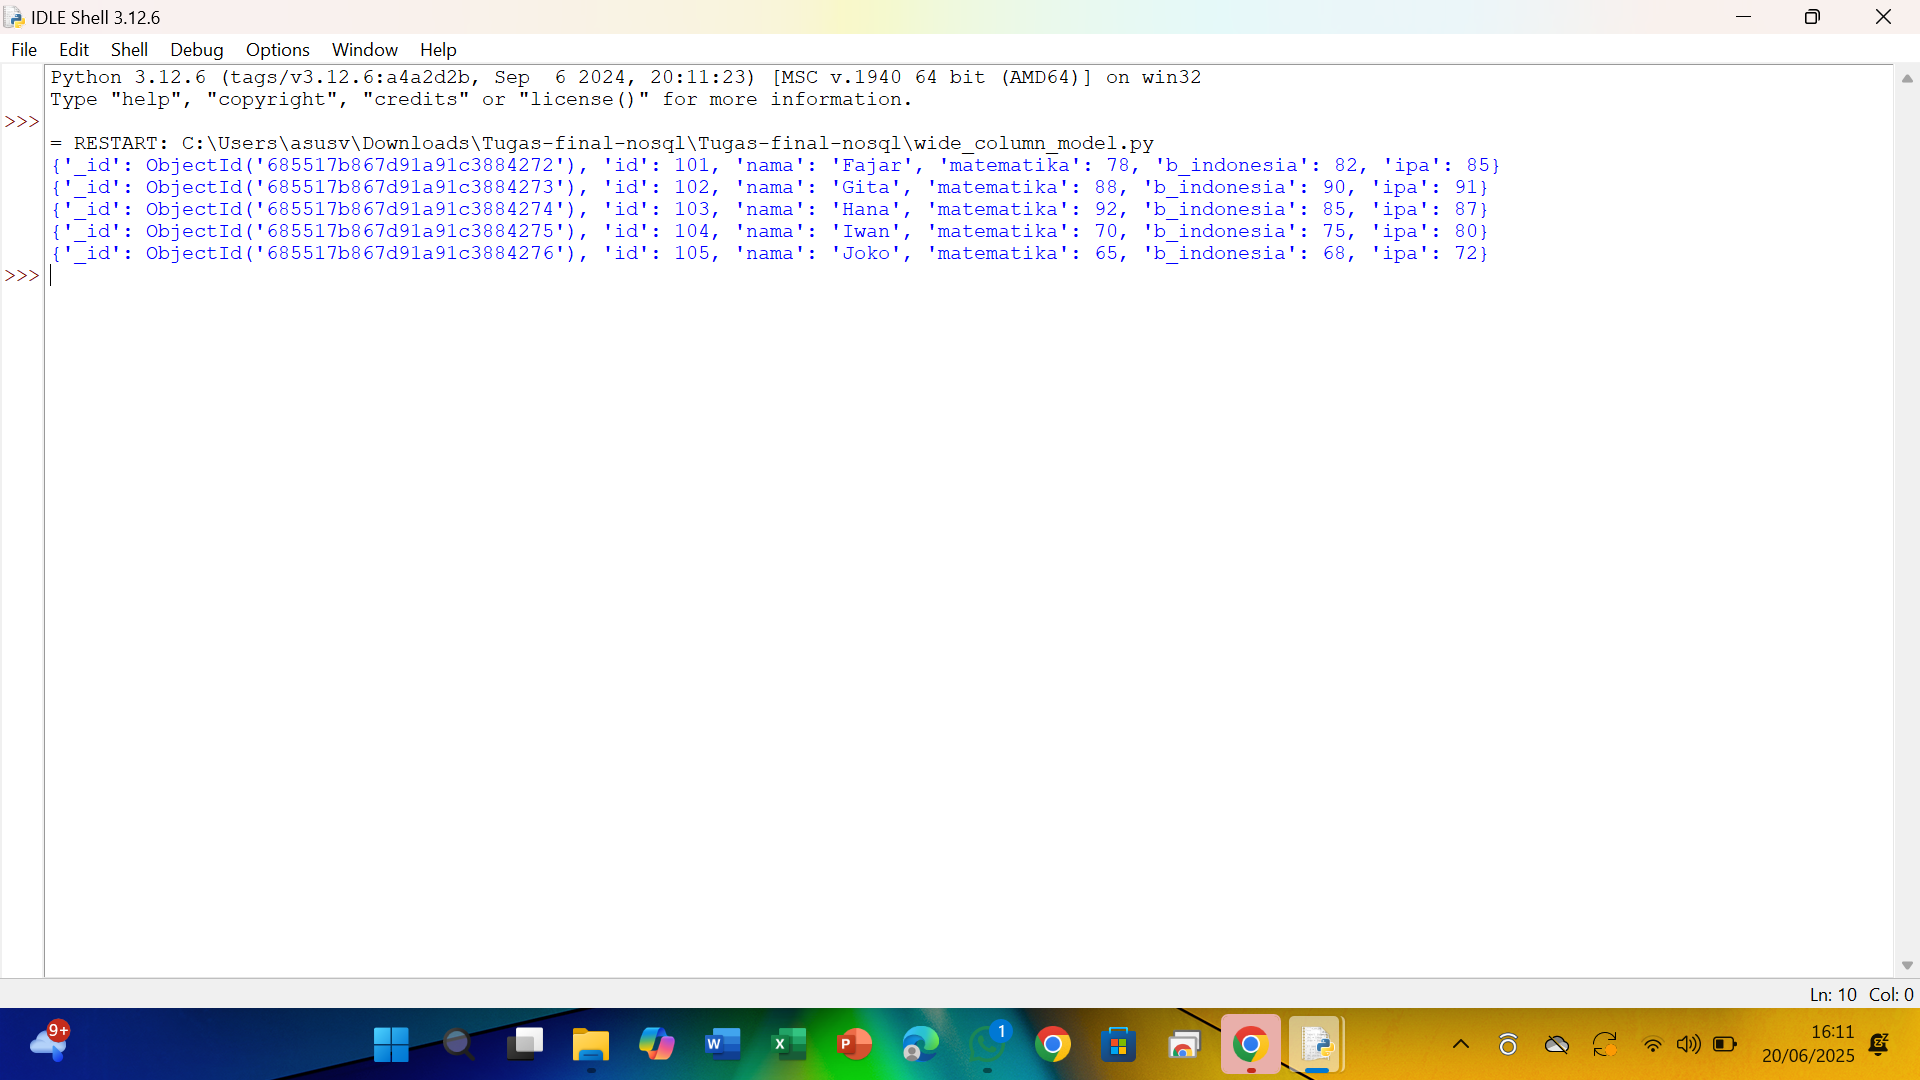 IDLE Shell 3.12.6
File Edit Shell Debug Options Window Help
Python 3.12.6 (tags/v3.12.6:a4a2d2b, Sep  6 2024, 20:11:23) [MSC v.1940 64 bit (AMD64)] on win32
Type "help", "copyright", "credits" or "license()" for more information.
>>>
= RESTART: C:\Users\asusv\Downloads\Tugas-final-nosql\Tugas-final-nosql\wide_column_model.py
{'_id': ObjectId('685517b867d91a91c3884272'), 'id': 101, 'nama': 'Fajar', 'matematika': 78, 'b_indonesia': 82, 'ipa': 85}
{'_id': ObjectId('685517b867d91a91c3884273'), 'id': 102, 'nama': 'Gita', 'matematika': 88, 'b_indonesia': 90, 'ipa': 91}
{'_id': ObjectId('685517b867d91a91c3884274'), 'id': 103, 'nama': 'Hana', 'matematika': 92, 'b_indonesia': 85, 'ipa': 87}
{'_id': ObjectId('685517b867d91a91c3884275'), 'id': 104, 'nama': 'Iwan', 'matematika': 70, 'b_indonesia': 75, 'ipa': 80}
{'_id': ObjectId('685517b867d91a91c3884276'), 'id': 105, 'nama': 'Joko', 'matematika': 65, 'b_indonesia': 68, 'ipa': 72}
>>>
Ln: 10 Col: 0
9+
W
X
P
1
16:11
20/06/2025